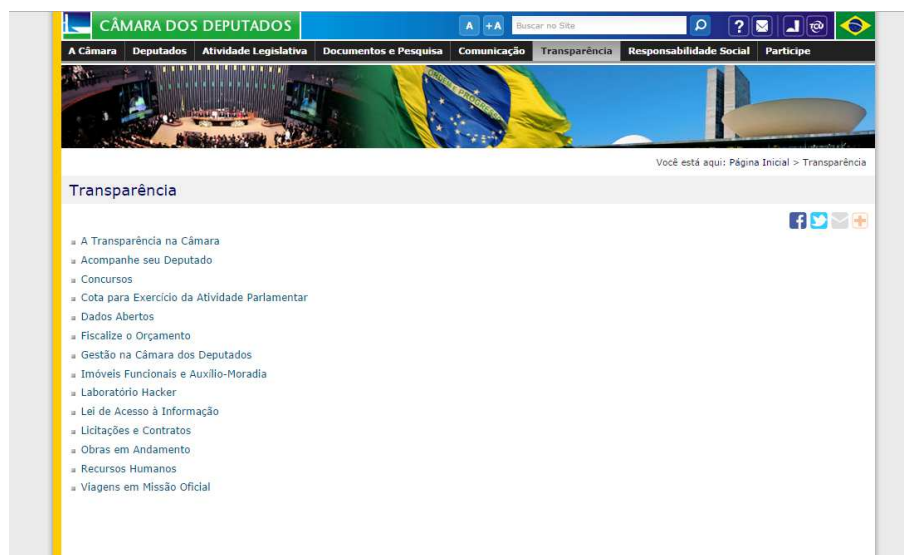 CÂMARA DOS DEPUTADOS
A +A Buscar no Site ?
A Câmara Deputados Atividade Legislativa Documentos e Pesquisa Comunicação Transparência Responsabilidade Social Participe
ORDEM E PROGRESSO
Você está aqui: Página Inicial > Transparência
Transparência
A Transparência na Câmara
Acompanhe seu Deputado
Concursos
Cota para Exercício da Atividade Parlamentar
Dados Abertos
Fiscalize o Orçamento
Gestão na Câmara dos Deputados
Imóveis Funcionais e Auxílio-Moradia
Laboratório Hacker
Lei de Acesso à Informação
Licitações e Contratos
Obras em Andamento
Recursos Humanos
Viagens em Missão Oficial